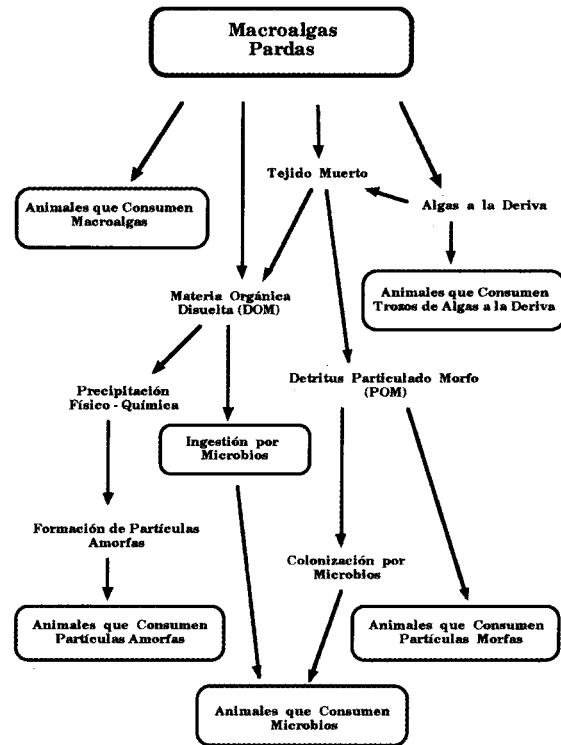 Macroalgas
Pardas
Tejido Muerto
Animales que Consumen
Macroalgas
Algas a la Deriva
Materia Orgánica
Disuelta (DOM)
Animales que Consumen
Trozos de Algas a la Deriva
Precipitación
Físico - Química
Detritus Particulado Morfo
(POM)
Ingestión por
Microbios
Formación de Partículas
Amorfas
Colonización por
Microbios
Animales que Consumen
Partículas Amorfas
Animales que Consumen
Partículas Morfas
Animales que Consumen
Microbios